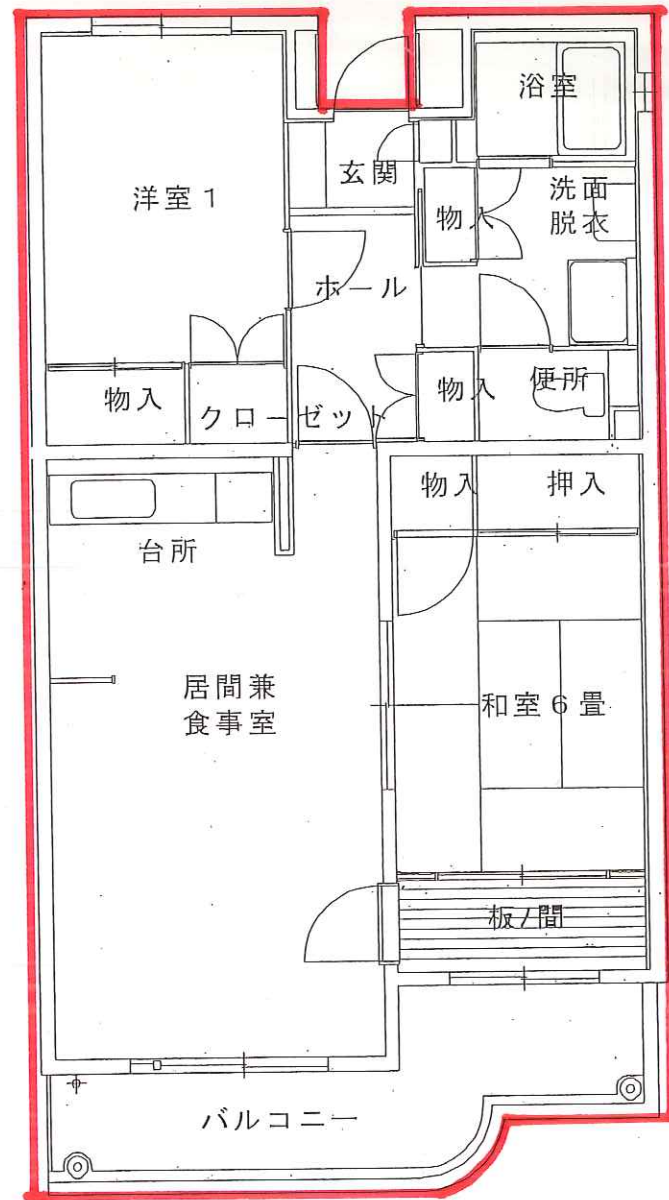 浴室
玄関
洋室1
洗面
脱衣
物入
ホール
物入
クローゼット
物入
便所
物入
押入
台所
居間兼
食事室
和室6畳
板ノ間
バルコニー